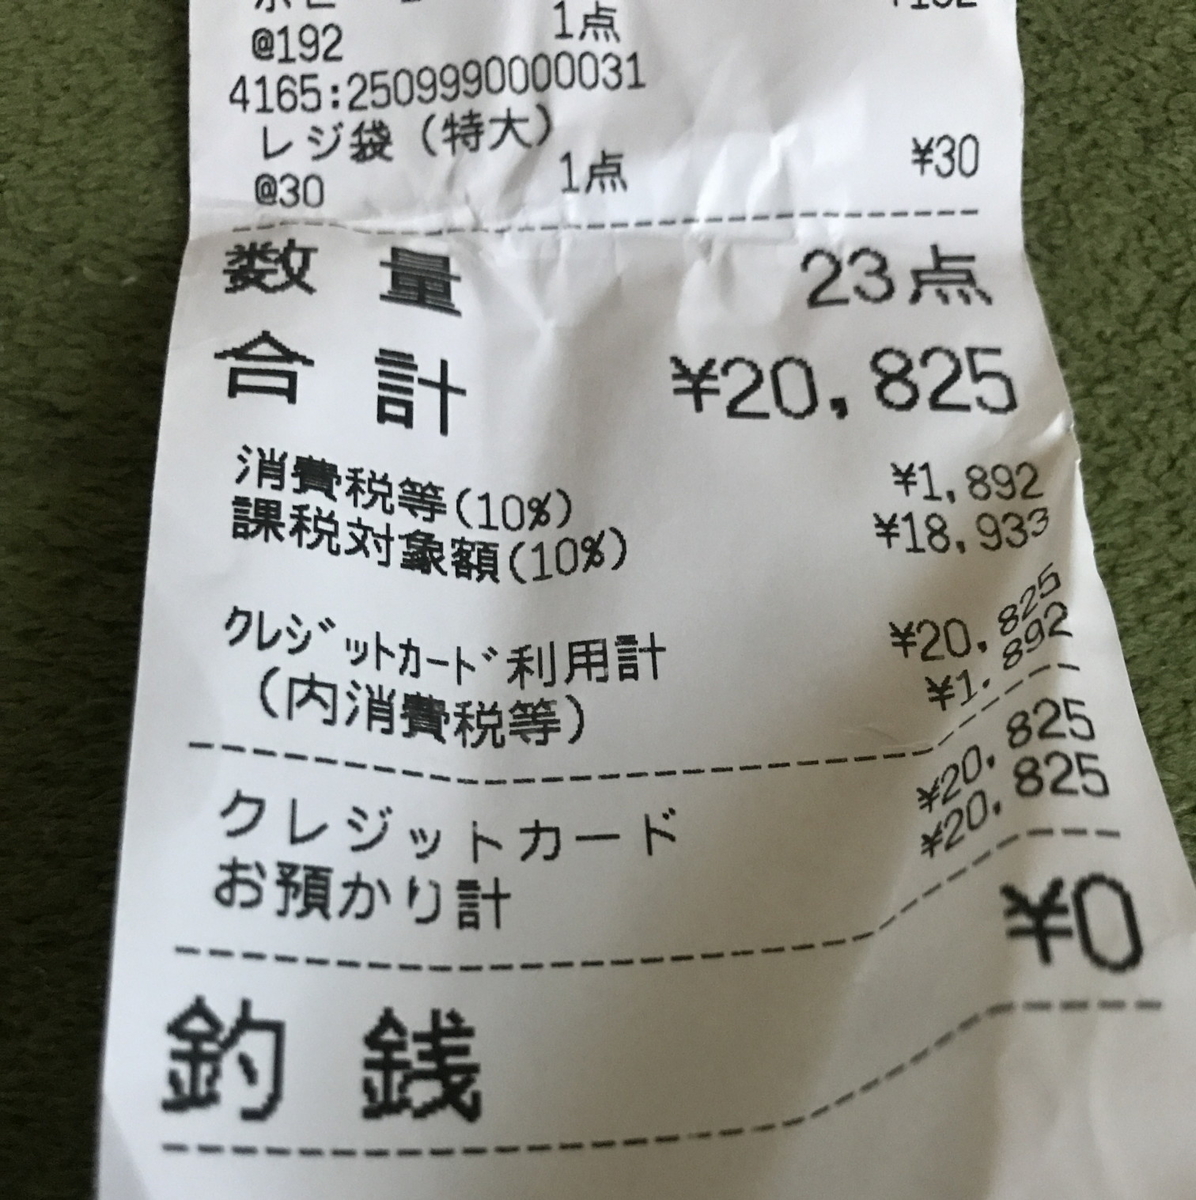 @192 1点
4165:2509990000031
レジ袋(特大)
@30 1点 ¥30
数量 23点
合計 ¥20,825
消費税等(10%) ¥1,892
課税対象額(10%) ¥18,933
クレジットカード利用計 ¥20,825
(内消費税等) ¥1,892
クレジットカード ¥20,825
お預かり計 ¥20,825
釣銭 ¥0